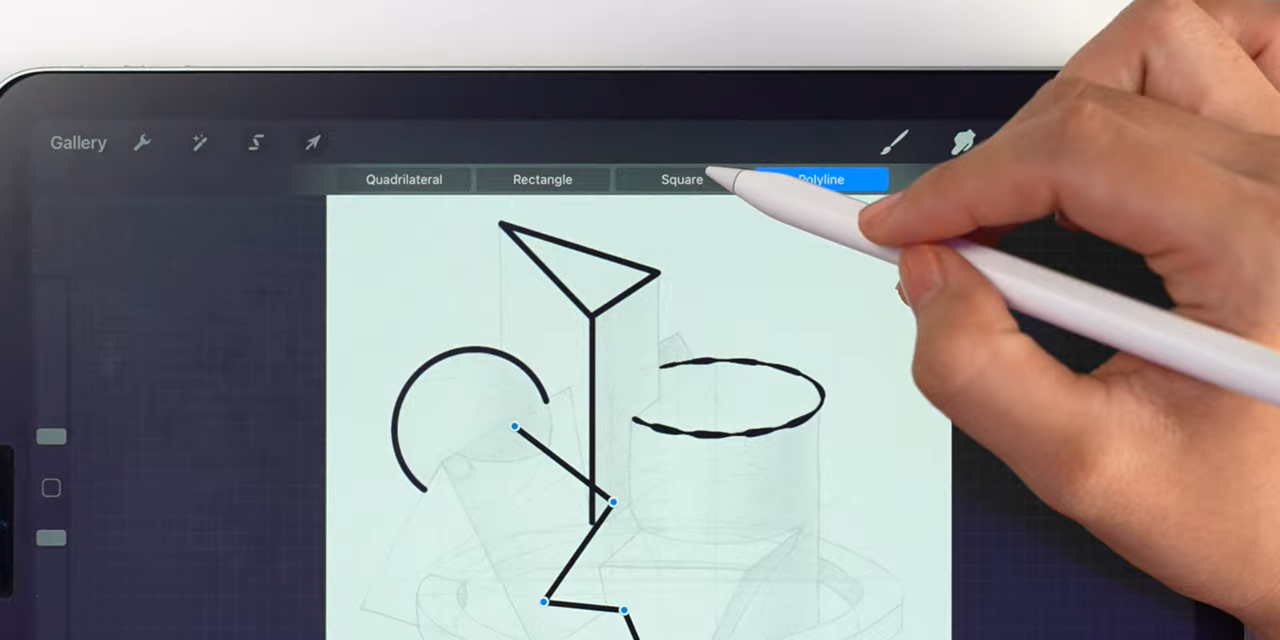 Gallery
Quadrilateral
Rectangle
Square
Polyline